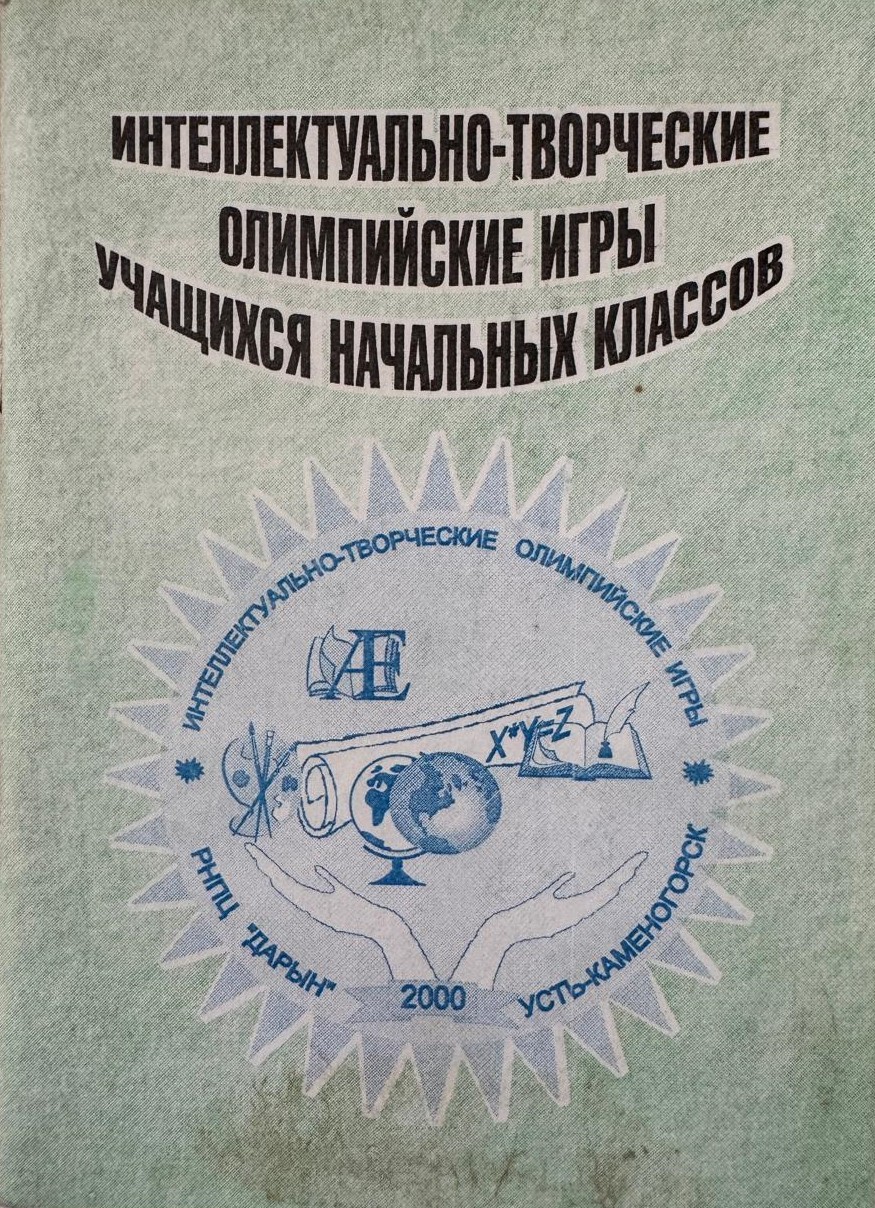 ИНТЕЛЛЕКТУАЛЬНО-ТВОРЧЕСКИЕ
ОЛИМПИЙСКИЕ ИГРЫ
УЧАЩИХСЯ НАЧАЛЬНЫХ КЛАССОВ
ИНТЕЛЛЕКТУАЛЬНО-ТВОРЧЕСКИЕ ОЛИМПИЙСКИЕ ИГРЫ
Æ
X*Y=Z
РНПЦ "ДАРЫН"
2000
УСТЬ-КАМЕНОГОРСК